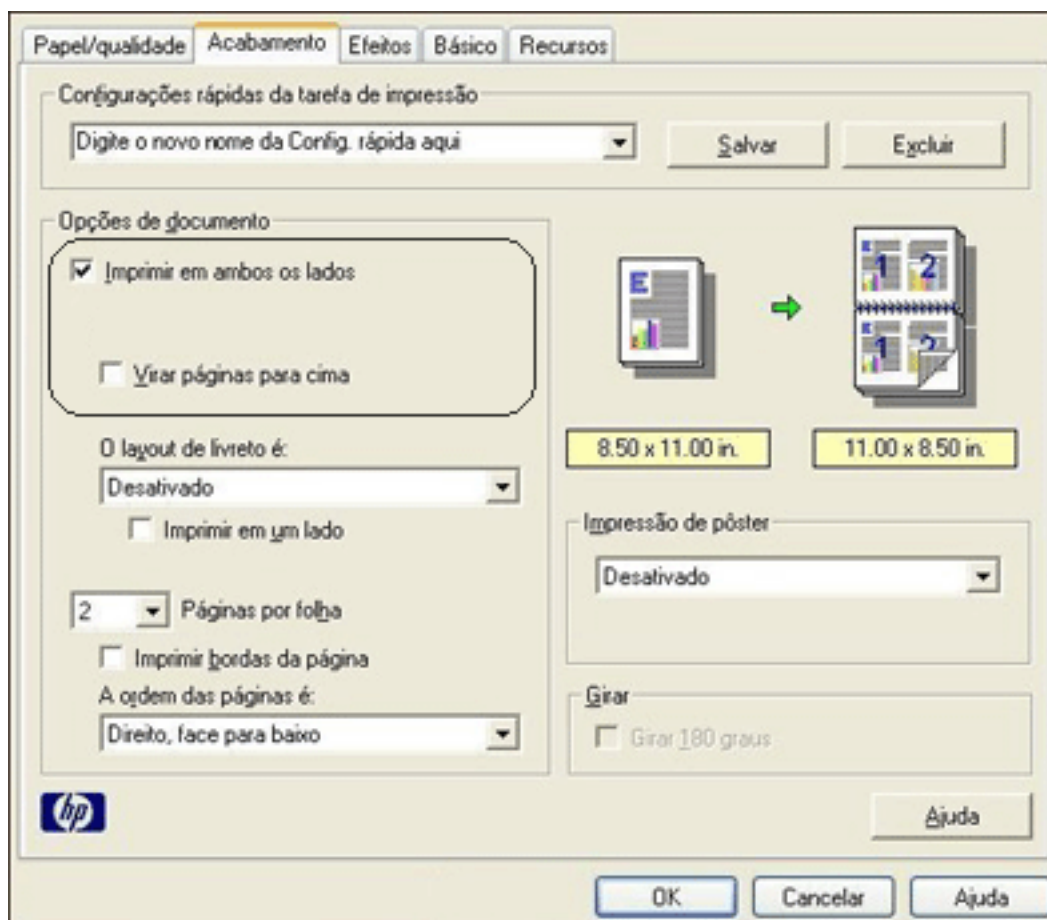 Papel/qualidade Acabamento Efeitos Básico Recursos
Configurações rápidas da tarefa de impressão
Digite o novo nome da Config. rápida aqui Salvar Excluir
Opções de documento
Imprimir em ambos os lados
Virar páginas para cima
O layout de livreto é:
Desativado
Imprimir em um lado
2 Páginas por folha
Imprimir bordas da página
A ordem das páginas é:
Direito, face para baixo
E
E
1 2
E
1 2
8.50 x 11.00 in. 11.00 x 8.50 in.
Impressão de pôster
Desativado
Girar
Girar 180 graus
hp
Ajuda
OK Cancelar Ajuda